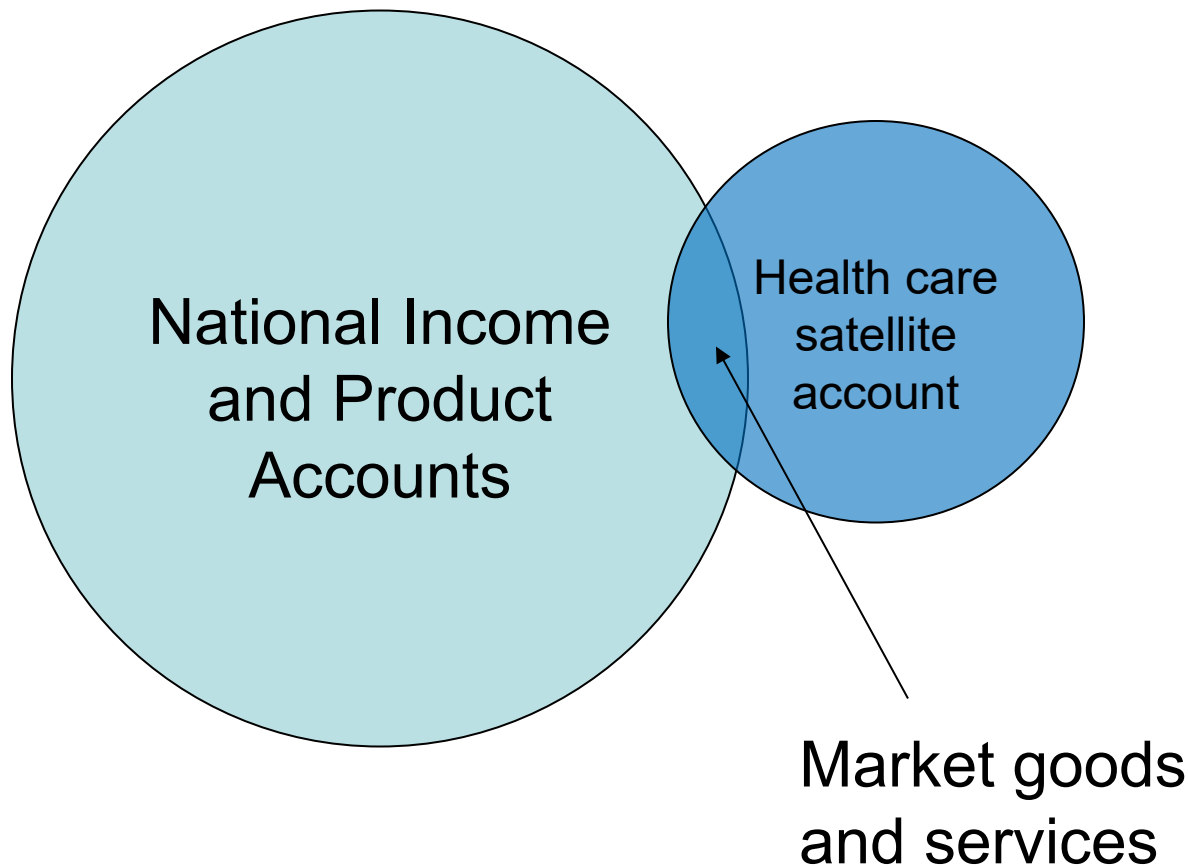 National Income
and Product
Accounts
Health care
satellite
account
Market goods
and services